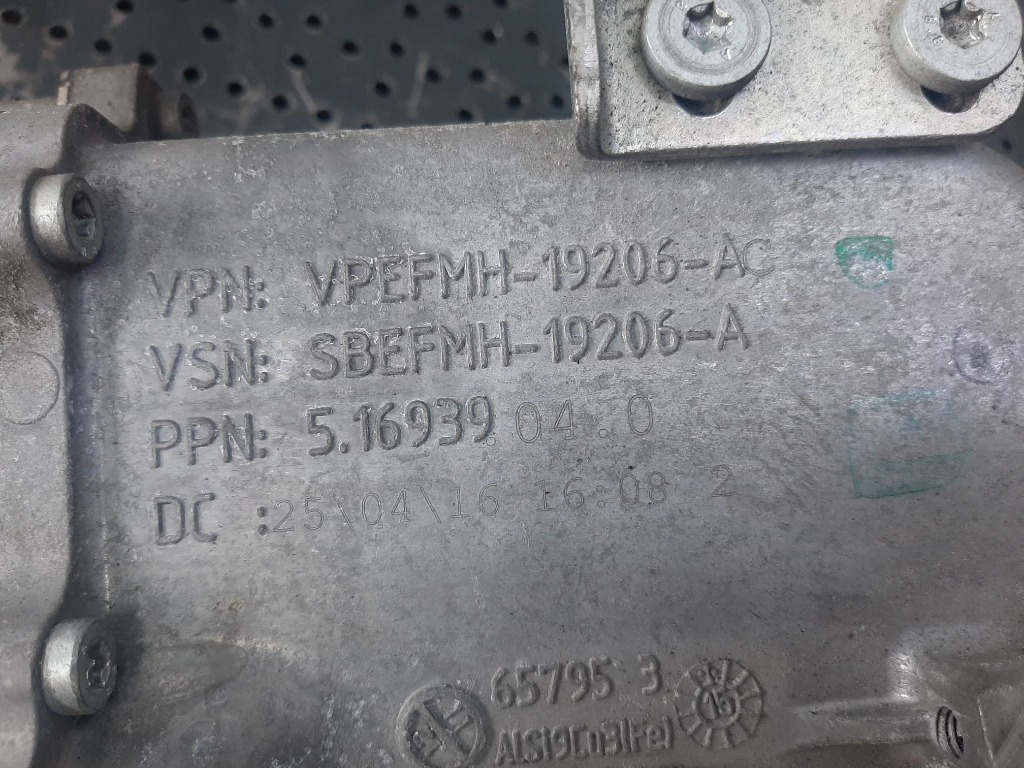 VPN: VPEFMH-19206-AC
VSN: SBEFMH-19206-A
PPN: 5.16939.04.0
DC :25\04\16 16:08 2
65795 3
AlSi9Cu3(Fe)
15